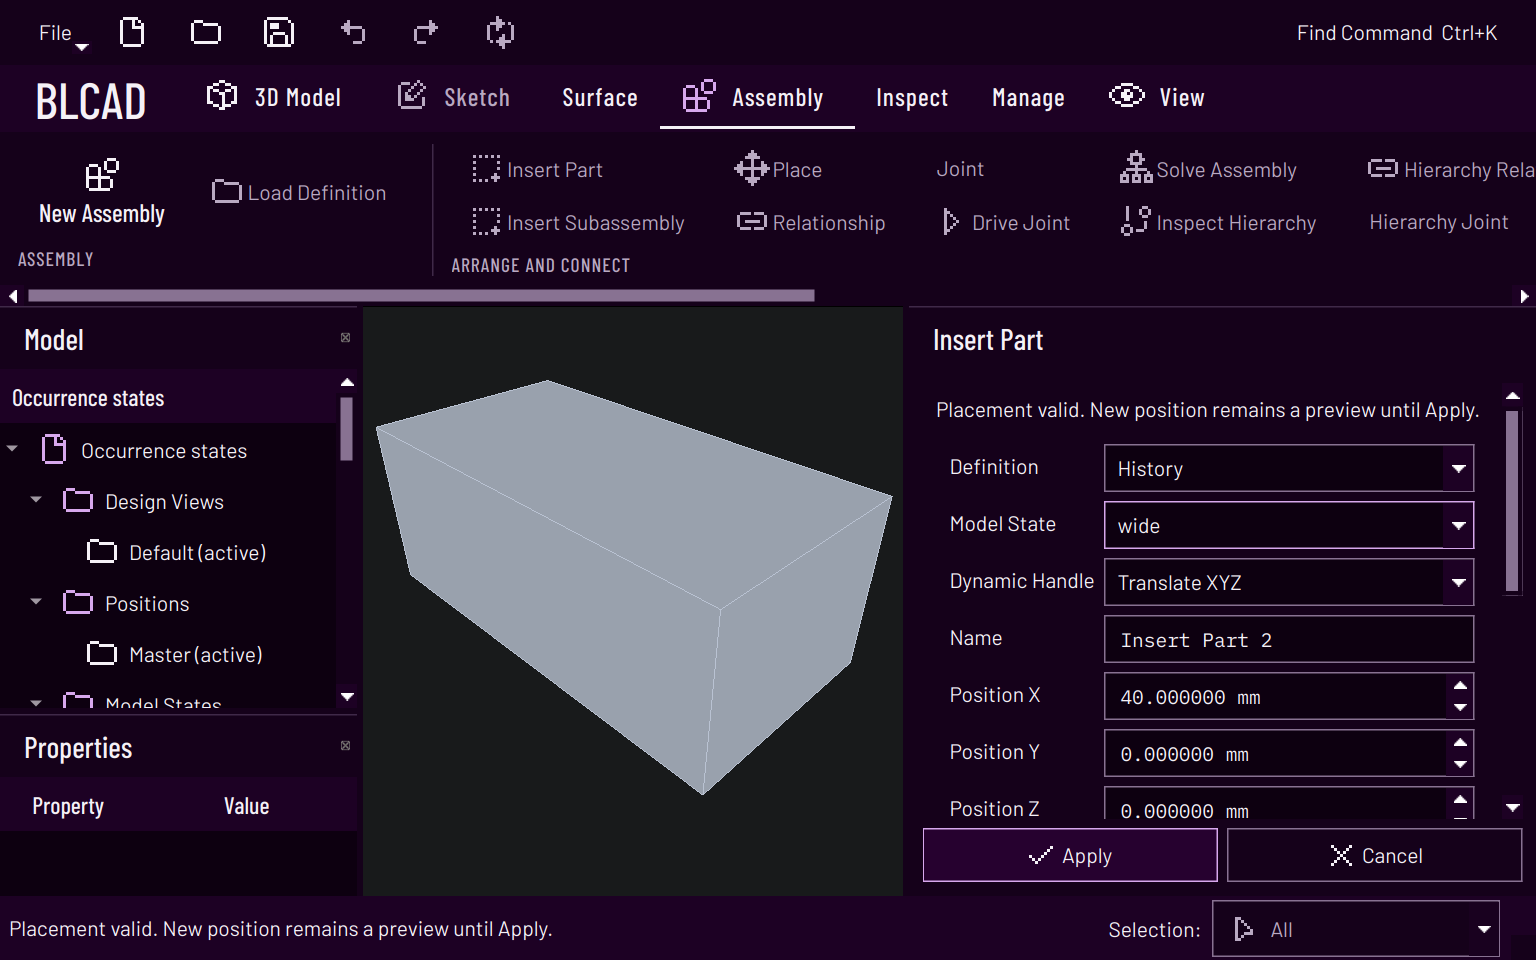 File
Find Command Ctrl+K
BLCAD
3D Model
Sketch
Surface
Assembly
Inspect
Manage
View
New Assembly
Load Definition
ASSEMBLY
Insert Part
Place
Joint
Solve Assembly
Hierarchy Rela
Insert Subassembly
Relationship
Drive Joint
Inspect Hierarchy
Hierarchy Joint
ARRANGE AND CONNECT
Model
Occurrence states
Occurrence states
Design Views
Default (active)
Positions
Master (active)
Model States
Properties
Property Value
Insert Part
Placement valid. New position remains a preview until Apply.
Definition History
Model State wide
Dynamic Handle Translate XYZ
Name Insert Part 2
Position X 40.000000 mm
Position Y 0.000000 mm
Position Z 0.000000 mm
Apply
Cancel
Placement valid. New position remains a preview until Apply.
Selection: All